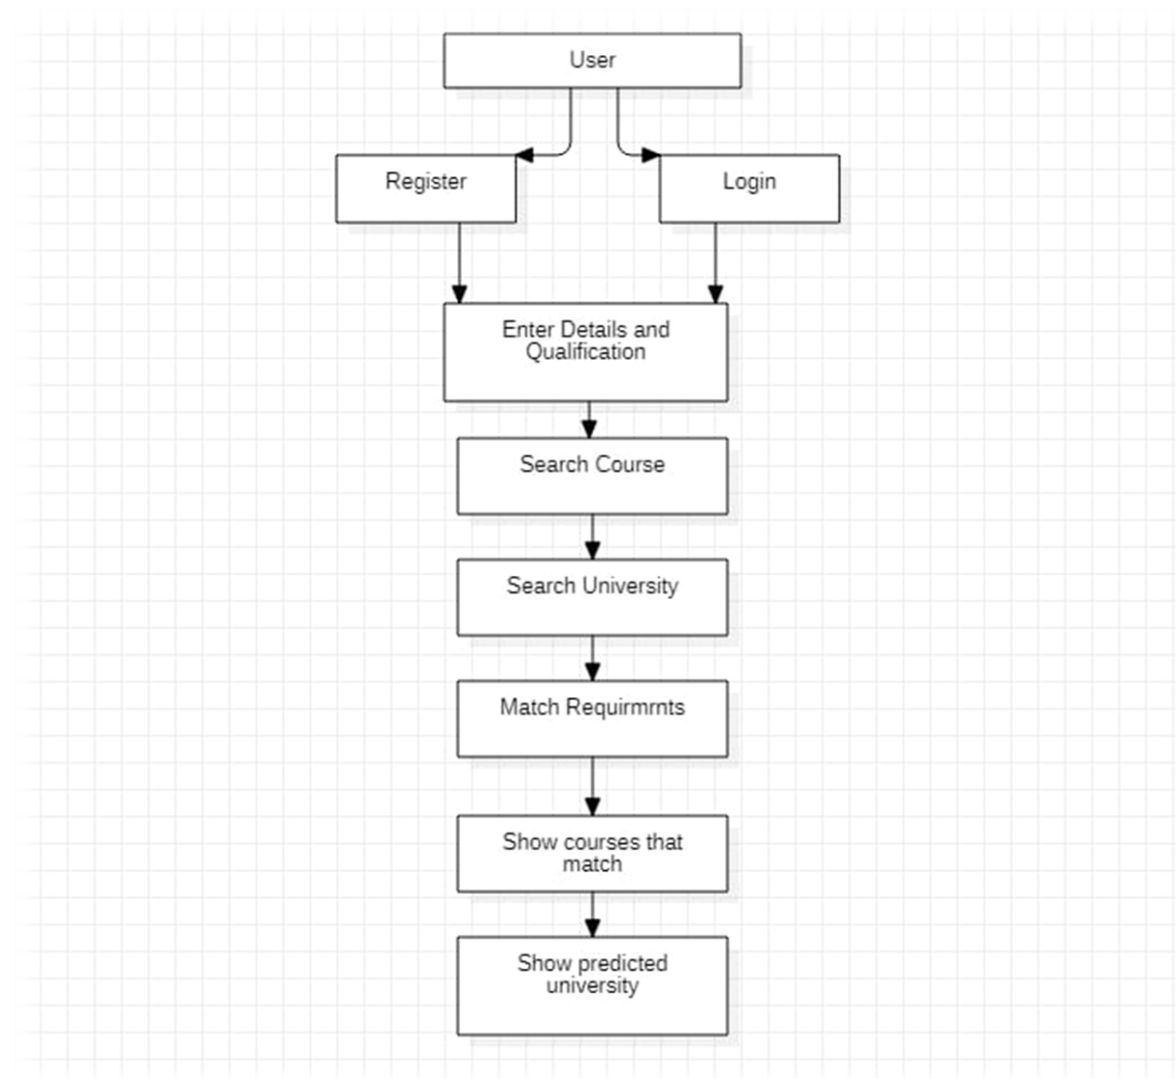 User
Register
Login
Enter Details and
Qualification
Search Course
Search University
Match Requirmrnts
Show courses that
match
Show predicted
university